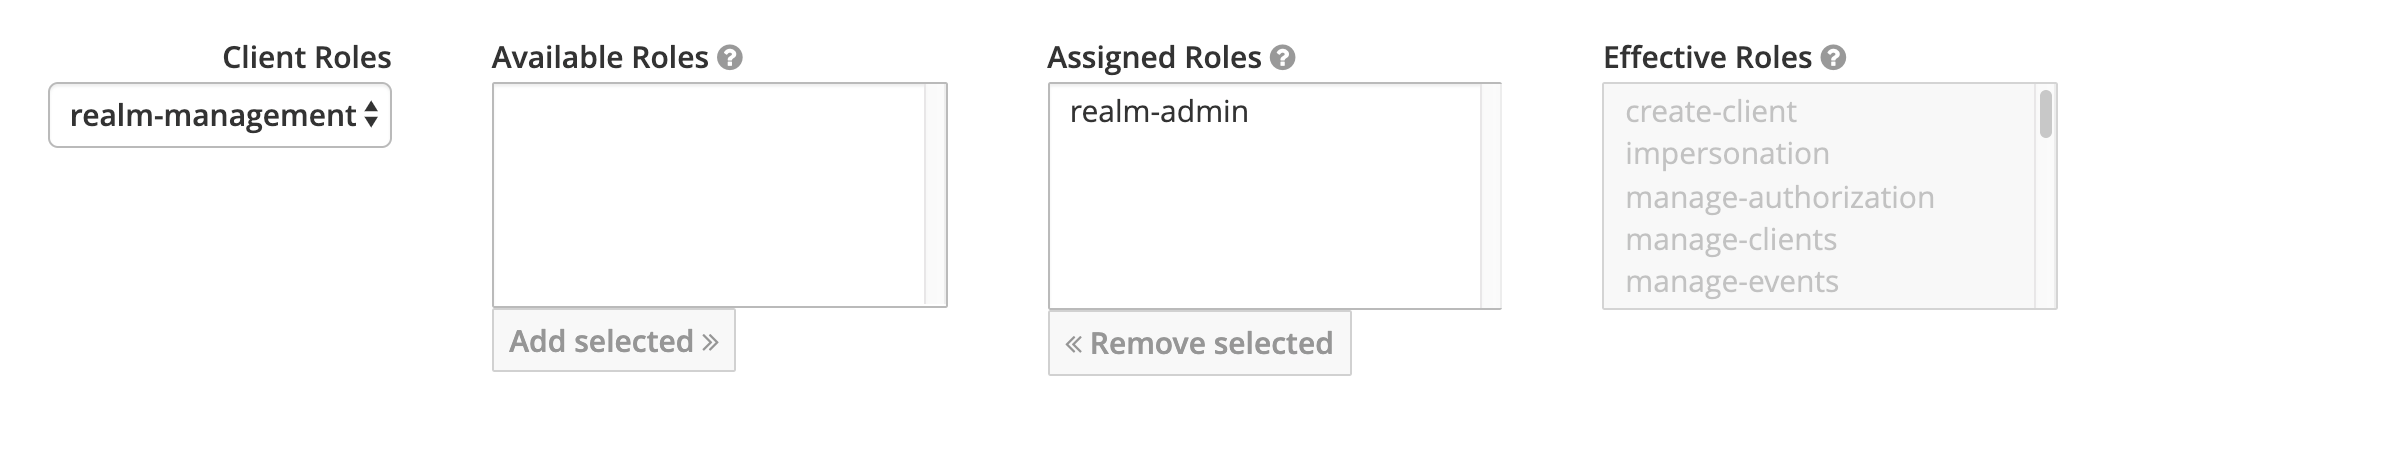 Client Roles
realm-management
Available Roles
Add selected »
Assigned Roles
realm-admin
« Remove selected
Effective Roles
create-client
impersonation
manage-authorization
manage-clients
manage-events